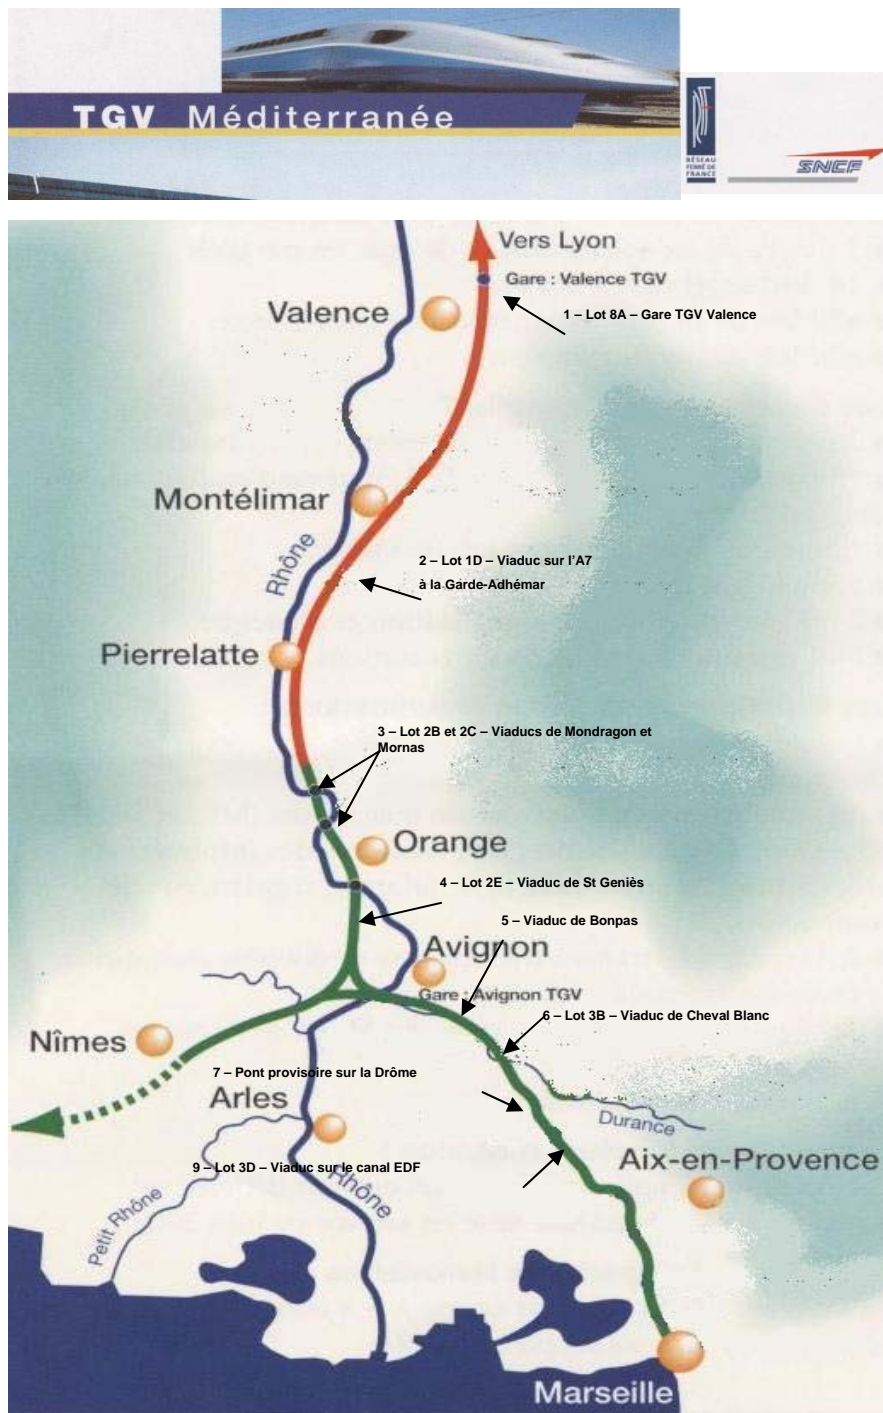 TGV Méditerranée
RÉSEAU
FERRÉ DE
FRANCE
SNCF
Vers Lyon
Gare : Valence TGV
Valence
1 – Lot 8A – Gare TGV Valence
Montélimar
Rhône
2 – Lot 1D – Viaduc sur l'A7
à la Garde-Adhémar
Pierrelatte
3 – Lot 2B et 2C – Viaducs de Mondragon et
Mornas
Orange
4 – Lot 2E – Viaduc de St Geniès
5 – Viaduc de Bonpas
Avignon
Gare : Avignon TGV
6 – Lot 3B – Viaduc de Cheval Blanc
Nîmes
7 – Pont provisoire sur la Drôme
Arles
Durance
Aix-en-Provence
9 – Lot 3D – Viaduc sur le canal EDF
Rhône
Petit Rhône
Marseille